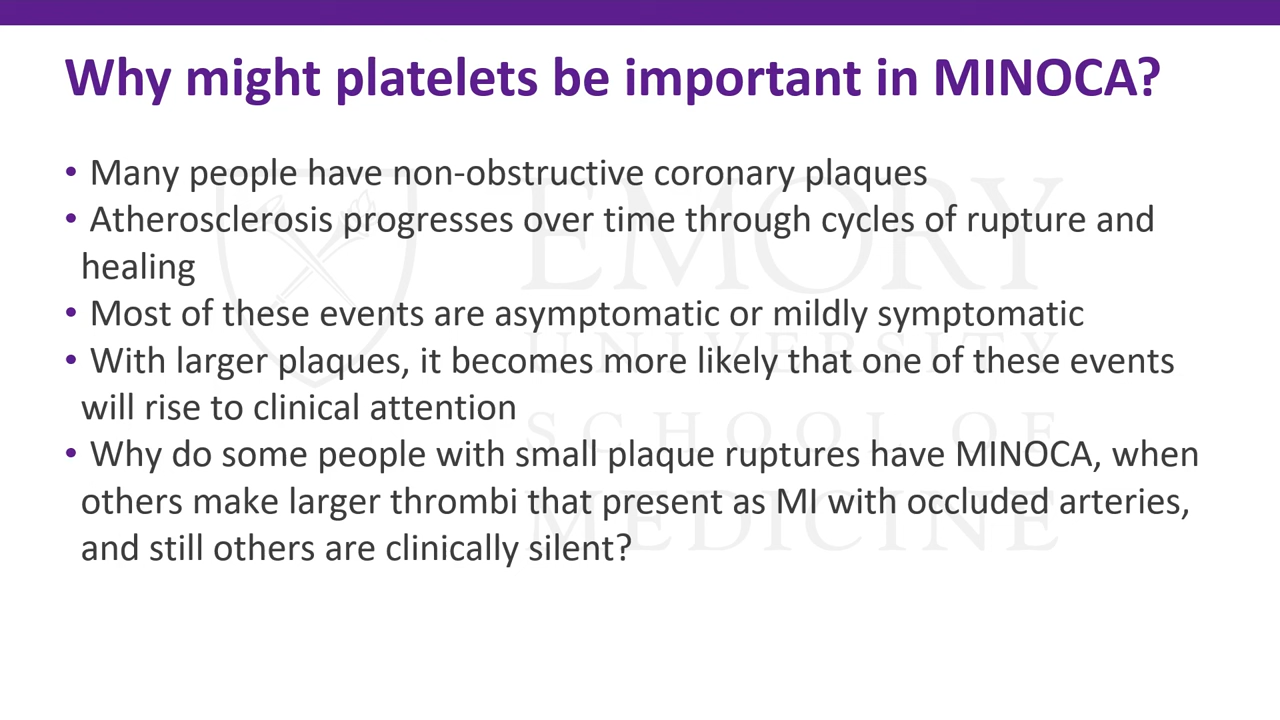 Why might platelets be important in MINOCA?
• Many people have non-obstructive coronary plaques
• Atherosclerosis progresses over time through cycles of rupture and
healing
• Most of these events are asymptomatic or mildly symptomatic
• With larger plaques, it becomes more likely that one of these events
will rise to clinical attention
• Why do some people with small plaque ruptures have MINOCA, when
others make larger thrombi that present as MI with occluded arteries,
and still others are clinically silent?
EMORY
UNIVERSITY
SCHOOL OF
MEDICINE